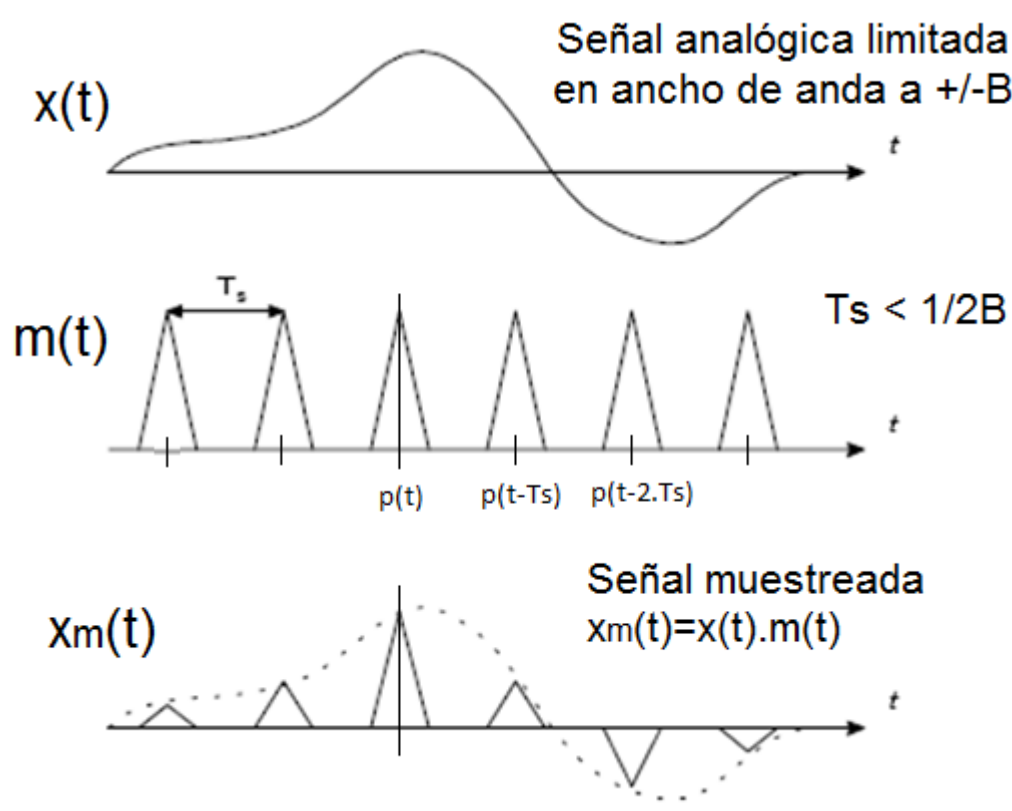 Señal analógica limitada
en ancho de anda a +/-B
x(t)
t
Ts
Ts < 1/2B
m(t)
t
p(t) p(t-Ts) p(t-2.Ts)
Señal muestreada
xm(t) xm(t)=x(t).m(t)
t